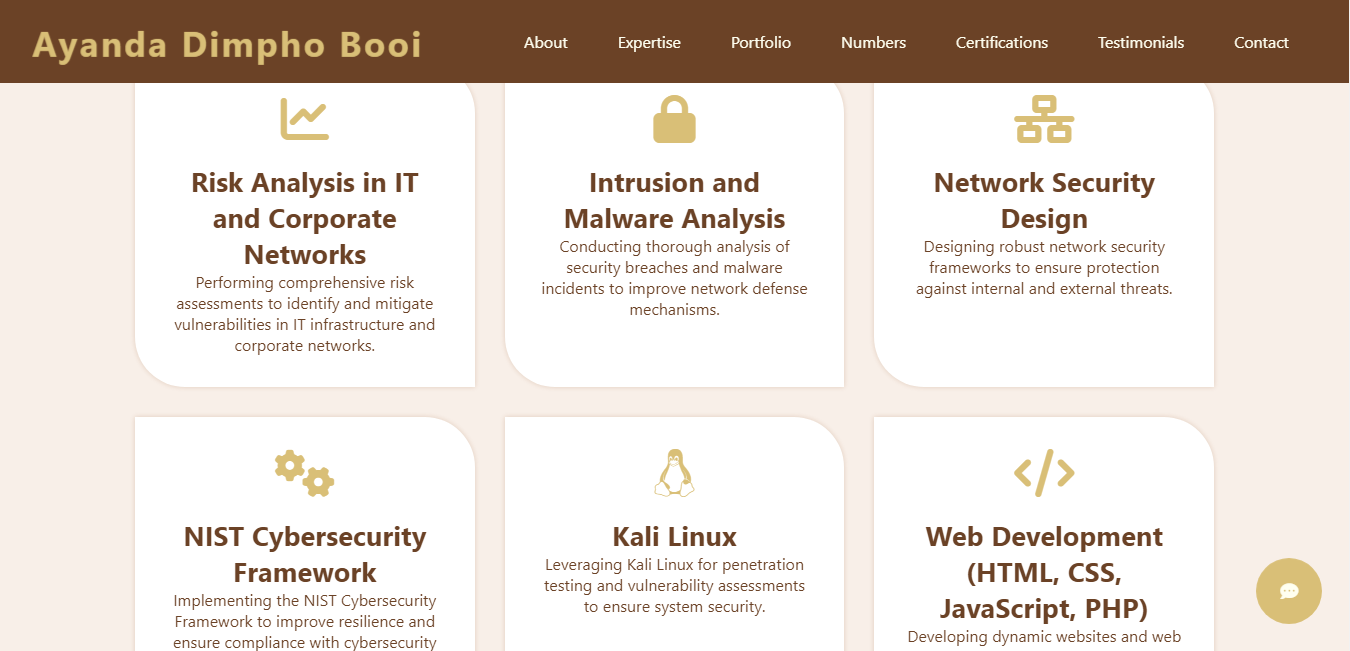 Ayanda Dimpho Booi
About
Expertise
Portfolio
Numbers
Certifications
Testimonials
Contact
Risk Analysis in IT
and Corporate
Networks
Performing comprehensive risk
assessments to identify and mitigate
vulnerabilities in IT infrastructure and
corporate networks.
Intrusion and
Malware Analysis
Conducting thorough analysis of
security breaches and malware
incidents to improve network defense
mechanisms.
Network Security
Design
Designing robust network security
frameworks to ensure protection
against internal and external threats.
NIST Cybersecurity
Framework
Implementing the NIST Cybersecurity
Framework to improve resilience and
ensure compliance with cybersecurity
Kali Linux
Leveraging Kali Linux for penetration
testing and vulnerability assessments
to ensure system security.
Web Development
(HTML, CSS,
JavaScript, PHP)
Developing dynamic websites and web